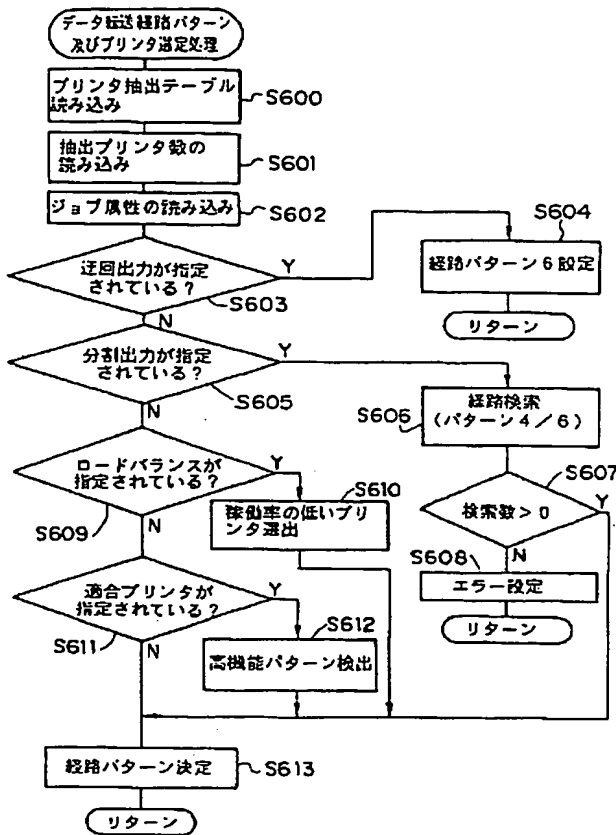 データ転送経路パターン
及びプリンタ選定処理
プリンタ抽出テーブル
読み込み
S600
抽出プリンタ数の
読み込み
S601
ジョブ属性の読み込み
S602
迂回出力が指定
されている?
Y
S603
N
S604
経路パターン6設定
リターン
分割出力が指定
されている?
Y
S605
N
S606
経路検索
(パターン4/6)
S607
検索数>0
Y
N
S608
エラー設定
リターン
ロードバランスが
指定されている?
Y
S609
N
S610
稼働率の低いプリン
タ選出
適合プリンタが
指定されている?
Y
S611
N
S612
高機能パターン検出
経路パターン決定
S613
リターン